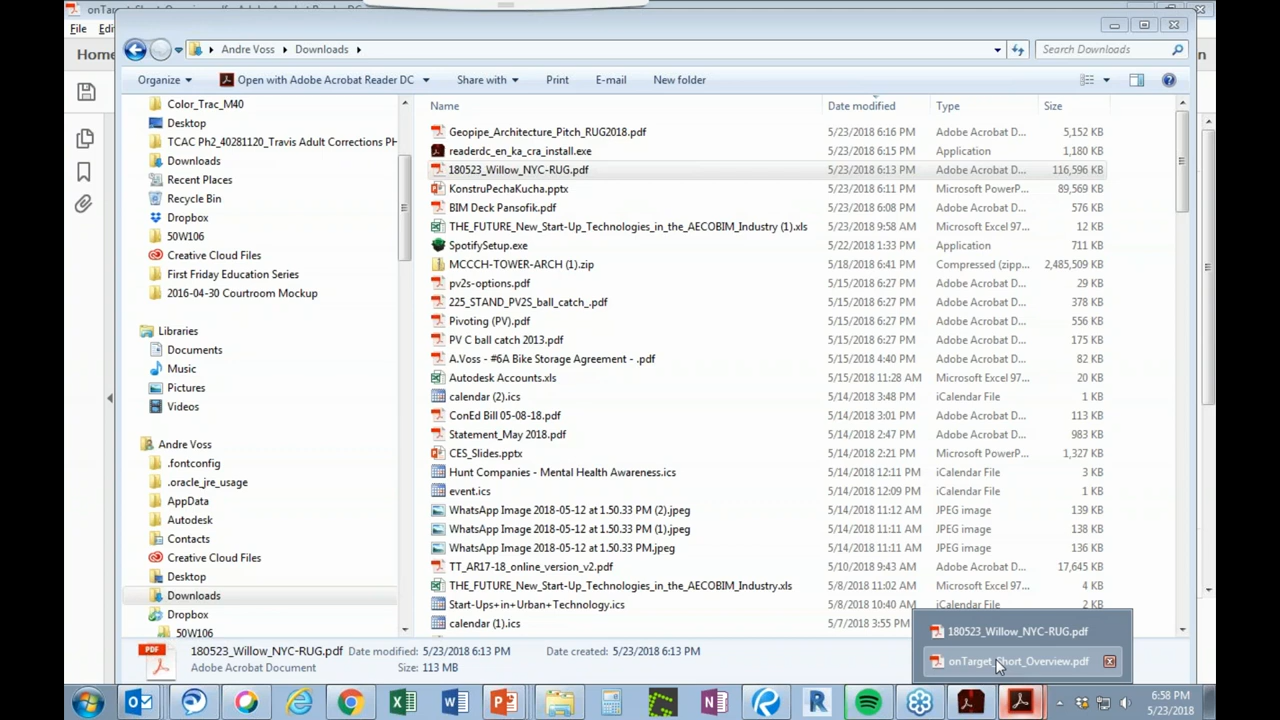 File Edi
Home
Andre Voss Downloads
Search Downloads
Organize Open with Adobe Acrobat Reader DC Share with Print E-mail New folder
Color_Trac_M40
Desktop
TCAC Ph2_40281120_Travis Adult Corrections PH
Downloads
Recent Places
Recycle Bin
Dropbox
50W106
Creative Cloud Files
First Friday Education Series
2016-04-30 Courtroom Mockup
Libraries
Documents
Music
Pictures
Videos
Andre Voss
.fontconfig
.oracle_jre_usage
AppData
Autodesk
Contacts
Creative Cloud Files
Desktop
Downloads
Dropbox
50W106
Name Date modified Type Size
Geopipe_Architecture_Pitch_RUG2018.pdf 5/23/2018 6:16 PM Adobe Acrobat D... 5,152 KB
readerdc_en_ka_cra_install.exe 5/23/2018 6:15 PM Application 1,180 KB
180523_Willow_NYC-RUG.pdf 5/23/2018 6:13 PM Adobe Acrobat D... 116,596 KB
KonstruPechaKucha.pptx 5/23/2018 6:11 PM Microsoft PowerP... 89,569 KB
BIM Deck Pansofik.pdf 5/23/2018 6:08 PM Adobe Acrobat D... 576 KB
THE_FUTURE_New_Start-Up_Technologies_in_the_AECOBIM_Industry (1).xls 5/23/2018 9:58 AM Microsoft Excel 97... 12 KB
SpotifySetup.exe 5/22/2018 1:33 PM Application 711 KB
MCCCH-TOWER-ARCH (1).zip 5/18/2018 6:41 PM Compressed (zipp... 2,485,509 KB
pv2s-options.pdf 5/15/2018 6:27 PM Adobe Acrobat D... 29 KB
225_STAND_PV2S_ball_catch_.pdf 5/15/2018 6:27 PM Adobe Acrobat D... 378 KB
Pivoting (PV).pdf 5/15/2018 6:27 PM Adobe Acrobat D... 556 KB
PV C ball catch 2013.pdf 5/15/2018 6:27 PM Adobe Acrobat D... 175 KB
A.Voss - #6A Bike Storage Agreement - .pdf 5/15/2018 4:40 PM Adobe Acrobat D... 82 KB
Autodesk Accounts.xls 5/15/2018 11:28 AM Microsoft Excel 97... 20 KB
calendar (2).ics 5/14/2018 3:48 PM iCalendar File 1 KB
ConEd Bill 05-08-18.pdf 5/14/2018 3:01 PM Adobe Acrobat D... 113 KB
Statement_May 2018.pdf 5/14/2018 2:47 PM Adobe Acrobat D... 983 KB
CES_Slides.pptx 5/14/2018 2:39 PM Microsoft PowerP... 1,327 KB
Hunt Companies - Mental Health Awareness.ics 5/14/2018 12:11 PM iCalendar File 3 KB
event.ics 5/14/2018 12:09 PM iCalendar File 1 KB
WhatsApp Image 2018-05-12 at 1.50.33 PM (2).jpeg 5/14/2018 11:12 AM JPEG image 139 KB
WhatsApp Image 2018-05-12 at 1.50.33 PM (1).jpeg 5/14/2018 11:11 AM JPEG image 138 KB
WhatsApp Image 2018-05-12 at 1.50.33 PM.jpeg 5/14/2018 11:11 AM JPEG image 136 KB
TT_AR17-18_online_version_v2.pdf 5/10/2018 9:43 AM Adobe Acrobat D... 17,645 KB
THE_FUTURE_New_Start-Up_Technologies_in_the_AECOBIM_Industry.xls 5/8/2018 11:02 AM Microsoft Excel 97... 4 KB
Start-Ups+in+Urban+Technology.ics 5/8/2018 10:40 AM iCalendar File 2 KB
calendar (1).ics 5/7/2018 3:55 PM
180523_Willow_NYC-RUG.pdf
onTarget_Short_Overview.pdf
PDF
180523_Willow_NYC-RUG.pdf Date modified: 5/23/2018 6:13 PM Date created: 5/23/2018 6:13 PM
Adobe Acrobat Document Size: 113 MB
6:58 PM
5/23/2018